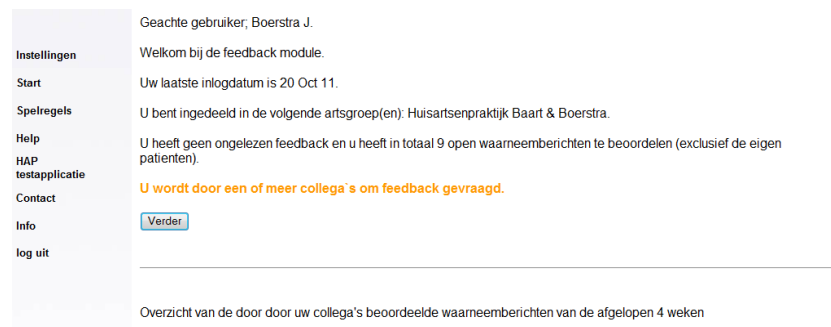 Geachte gebruiker; Boerstra J.
Instellingen
Welkom bij de feedback module.
Start
Uw laatste inlogdatum is 20 Oct 11.
Spelregels
U bent ingedeeld in de volgende artsgroep(en): Huisartsenpraktijk Baart & Boerstra.
Help
U heeft geen ongelezen feedback en u heeft in totaal 9 open waarneemberichten te beoordelen (exclusief de eigen
patienten).
HAP
testapplicatie
U wordt door een of meer collega`s om feedback gevraagd.
Contact
Verder
Info
log uit
Overzicht van de door door uw collega's beoordeelde waarneemberichten van de afgelopen 4 weken